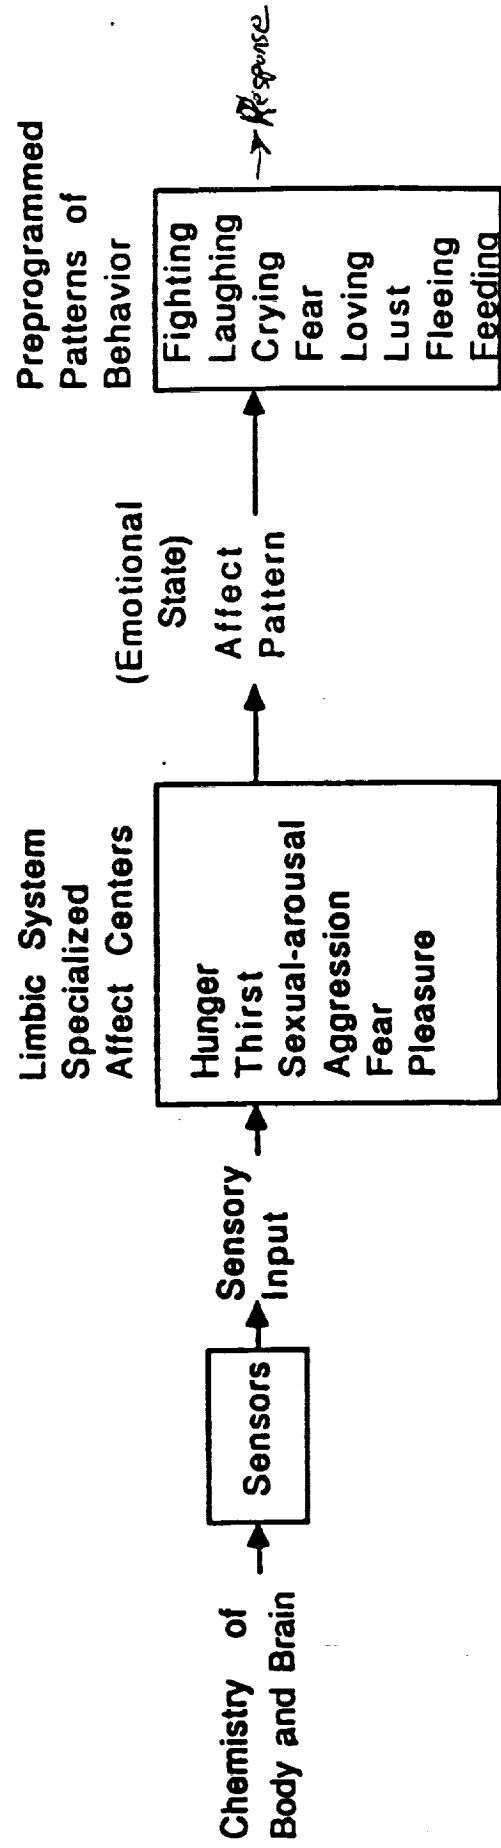 Chemistry of
Body and Brain
Sensors
Sensory
Input
Limbic System
Specialized
Affect Centers
Hunger
Thirst
Sexual-arousal
Aggression
Fear
Pleasure
(Emotional
State)
Affect
Pattern
Preprogrammed
Patterns of
Behavior
Fighting
Laughing
Crying
Fear
Loving
Lust
Fleeing
Feeding
Response